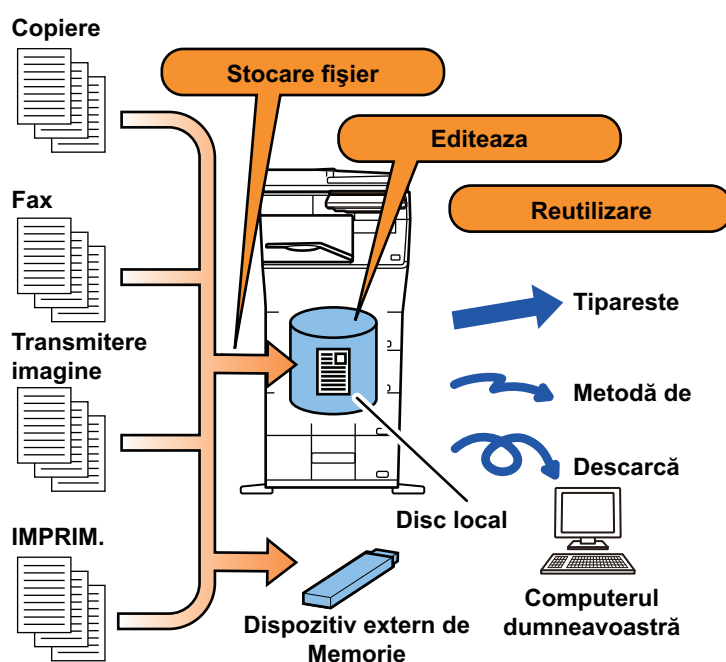 Copiere
Stocare fişier
Editeaza
Fax
Reutilizare
Tipareste
Transmitere
imagine
Metodă de
Descarcă
Disc local
IMPRIM.
Computerul
dumneavoastră
Dispozitiv extern de
Memorie